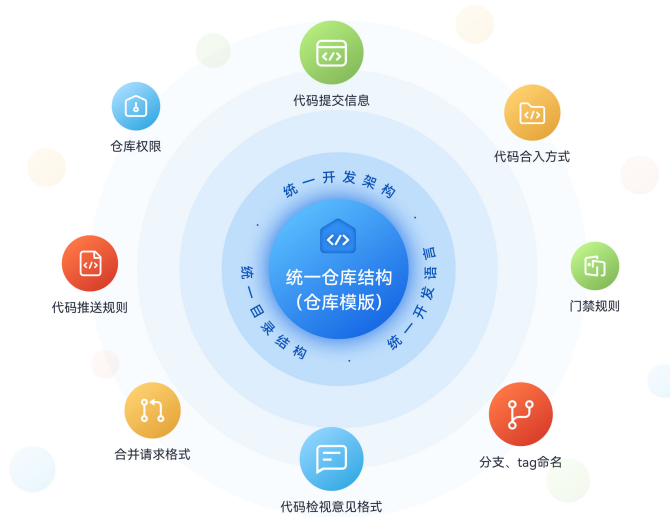 代码提交信息
仓库权限
代码合入方式
统一开发架构
统一仓库结构
（仓库模版）
统一目录结构
统一开发语言
代码推送规则
门禁规则
合并请求格式
分支、tag命名
代码检视意见格式